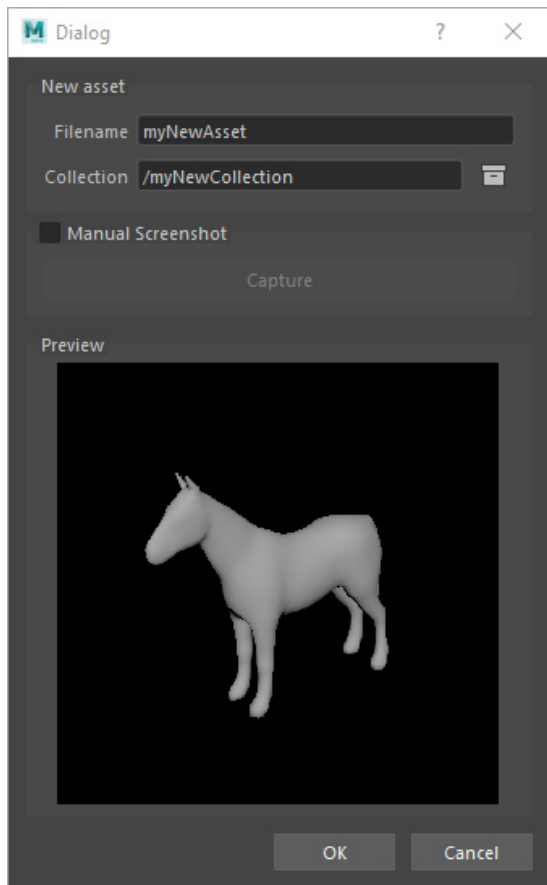 Dialog
?
New asset
Filename myNewAsset
Collection /myNewCollection
Manual Screenshot
Capture
Preview
OK Cancel